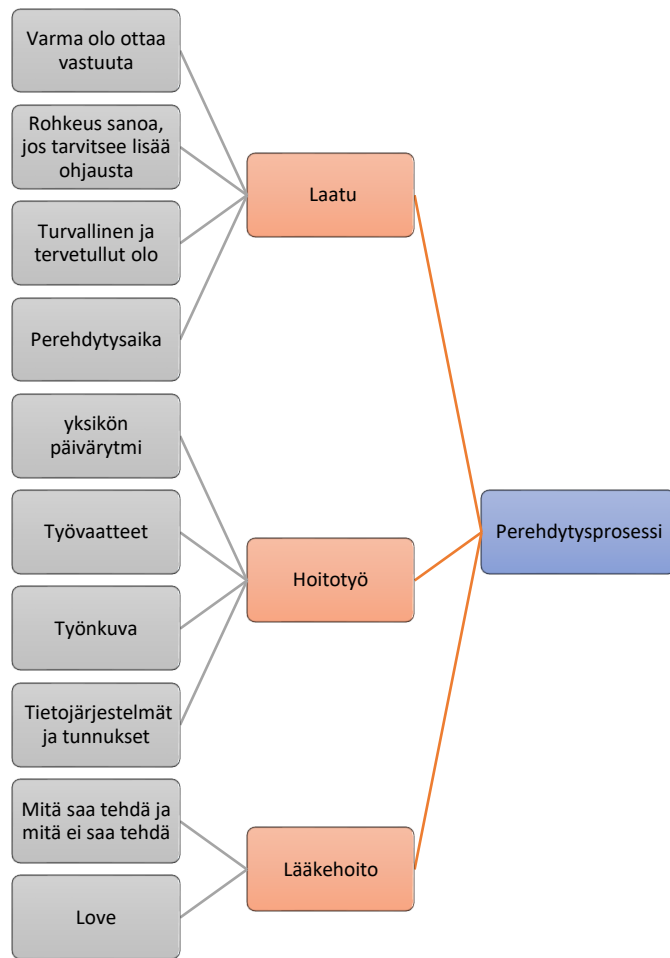 Varma olo ottaa
vastuuta
Rohkeus sanoa,
jos tarvitsee lisää
ohjausta
Turvallinen ja
tervetullut olo
Perehdytysaika
yksikön
päivärytmi
Työvaatteet
Työnkuva
Tietojärjestelmät
ja tunnukset
Mitä saa tehdä ja
mitä ei saa tehdä
Love
Laatu
Hoitotyö
Lääkehoito
Perehdytysprosessi